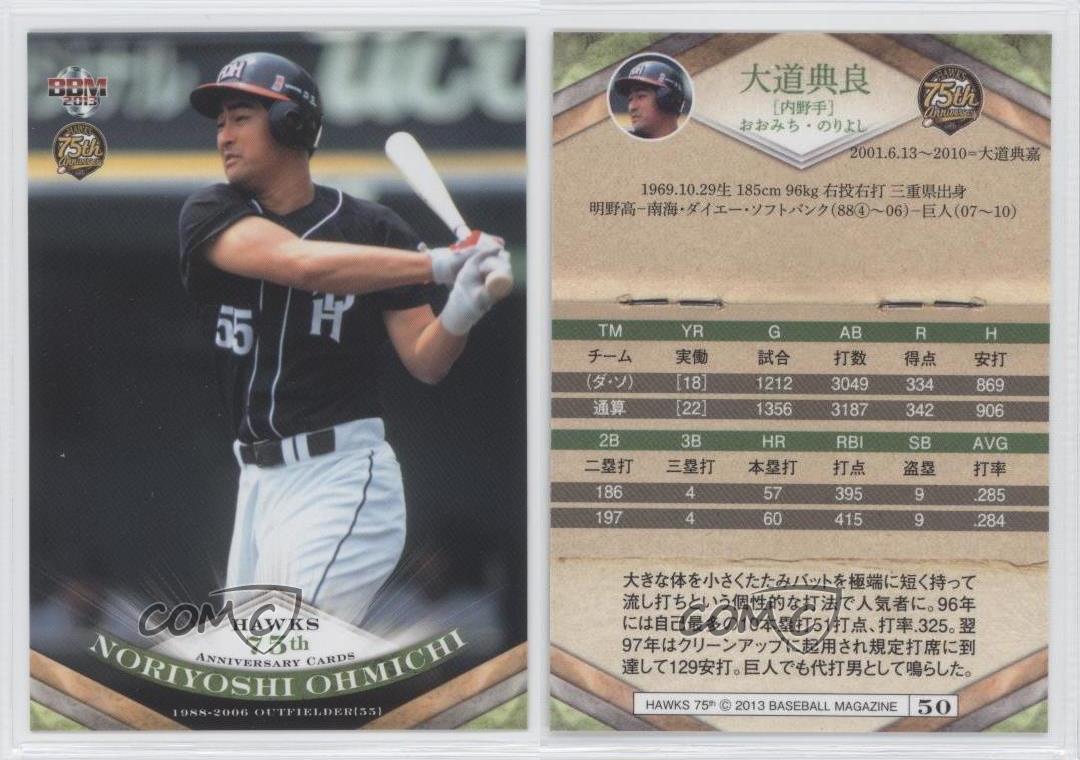 BBM
2013
HAWKS
75th
Anniversary
DH
55
DH
COMC
HAWKS
75th
ANNIVERSARY CARDS
NORIYOSHI OHMICHI
1988-2006 OUTFIELDER[55]
大道典良
[内野手]
おおみち・のりよし
HAWKS
75th
Anniversary
2001.6.13〜2010=大道典嘉
1969.10.29生 185cm 96kg 右投右打 三重県出身
明野高−南海・ダイエー・ソフトバンク(88④〜06)−巨人(07〜10)
TM YR G AB R H
チーム 実働 試合 打数 得点 安打
(ダ・ソ) [18] 1212 3049 334 869
通算 [22] 1356 3187 342 906
2B 3B HR RBI SB AVG
二塁打 三塁打 本塁打 打点 盗塁 打率
186 4 57 395 9 .285
197 4 60 415 9 .284
大きな体を小さくたたみバットを極端に短く持って
流し打ちという個性的な打法で人気者に。96年
には自己最多の10本塁打51打点、打率.325。翌
97年はクリーンアップに起用され規定打席に到
達して129安打。巨人でも代打男として鳴らした。
COMC
HAWKS 75th © 2013 BASEBALL MAGAZINE 50